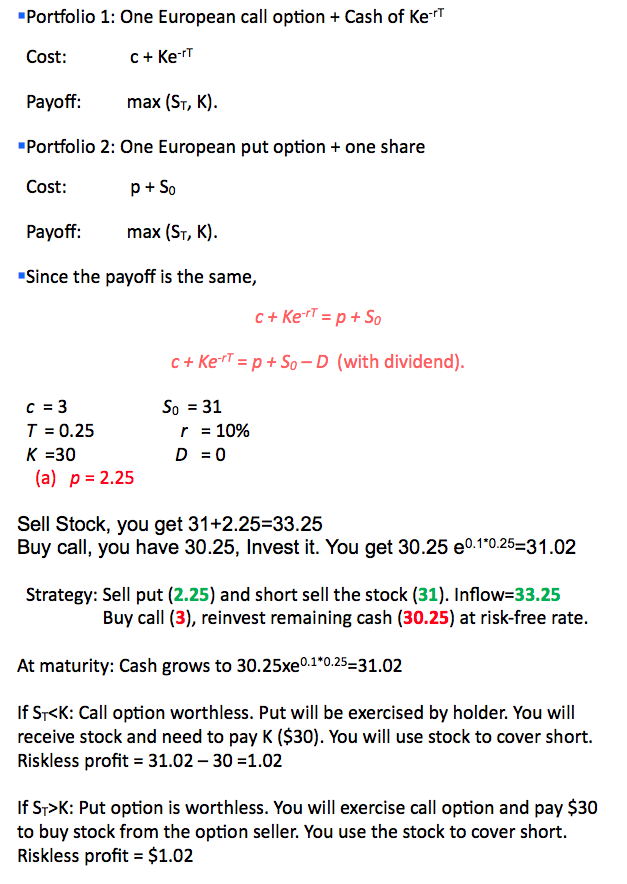 ▪Portfolio 1: One European call option + Cash of Ke⁻ʳᵀ
Cost: c + Ke⁻ʳᵀ
Payoff: max (Sᴛ, K).
▪Portfolio 2: One European put option + one share
Cost: p + S₀
Payoff: max (Sᴛ, K).
▪Since the payoff is the same,
c + Ke⁻ʳᵀ = p + S₀
c + Ke⁻ʳᵀ = p + S₀ – D (with dividend).
c = 3 S₀ = 31
T = 0.25 r = 10%
K =30 D = 0
(a) p = 2.25
Sell Stock, you get 31+2.25=33.25
Buy call, you have 30.25, Invest it. You get 30.25 e^0.1*0.25=31.02
Strategy: Sell put (2.25) and short sell the stock (31). Inflow=33.25
Buy call (3), reinvest remaining cash (30.25) at risk-free rate.
At maturity: Cash grows to 30.25xe^0.1*0.25=31.02
If Sᴛ<K: Call option worthless. Put will be exercised by holder. You will
receive stock and need to pay K ($30). You will use stock to cover short.
Riskless profit = 31.02 – 30 =1.02
If Sᴛ>K: Put option is worthless. You will exercise call option and pay $30
to buy stock from the option seller. You use the stock to cover short.
Riskless profit = $1.02